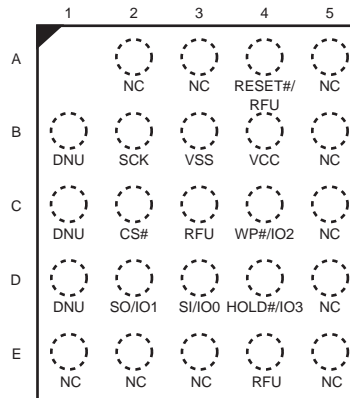 1 2 3 4 5
A
NC NC RESET#/ NC
RFU
B
DNU SCK VSS VCC NC
C
DNU CS# RFU WP#/IO2 NC
D
DNU SO/IO1 SI/IO0 HOLD#/IO3 NC
E
NC NC NC RFU NC